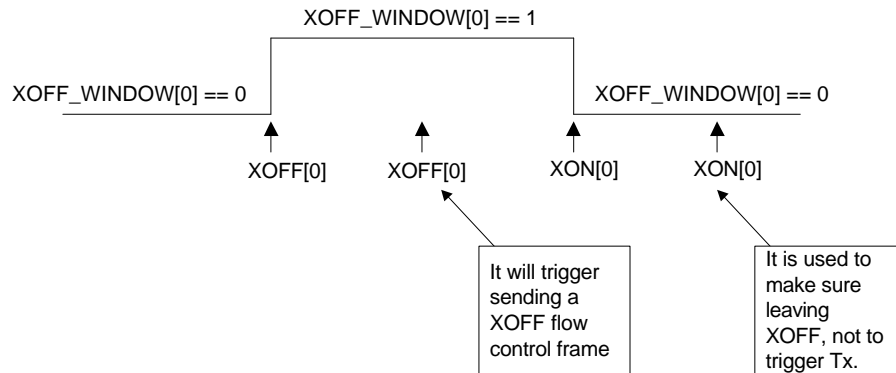 XOFF_WINDOW[0] == 1
XOFF_WINDOW[0] == 0
XOFF_WINDOW[0] == 0
XOFF[0]
XOFF[0]
XON[0]
XON[0]
It will trigger
sending a
XOFF flow
control frame
It is used to
make sure
leaving
XOFF, not to
trigger Tx.